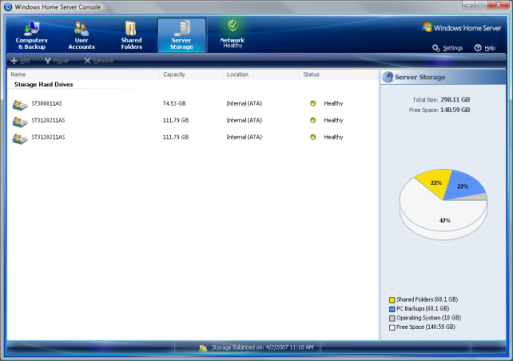 Windows Home Server Console
Computers & Backup
User Accounts
Shared Folders
Server Storage
Network Healthy
Windows Home Server
Settings
Help
Add
Repair
Remove
Name Capacity Location Status
Storage Hard Drives
ST380011AS 74.53 GB Internal (ATA) Healthy
ST3120211AS 111.79 GB Internal (ATA) Healthy
ST3120211AS 111.79 GB Internal (ATA) Healthy
Server Storage
Total Size: 298.11 GB
Free Space: 140.59 GB
22%
22%
47%
Shared Folders (68.1 GB)
PC Backups (68.1 GB)
Operating System (10 GB)
Free Space (140.59 GB)
Storage Balanced on: 4/2/2007 11:10 AM